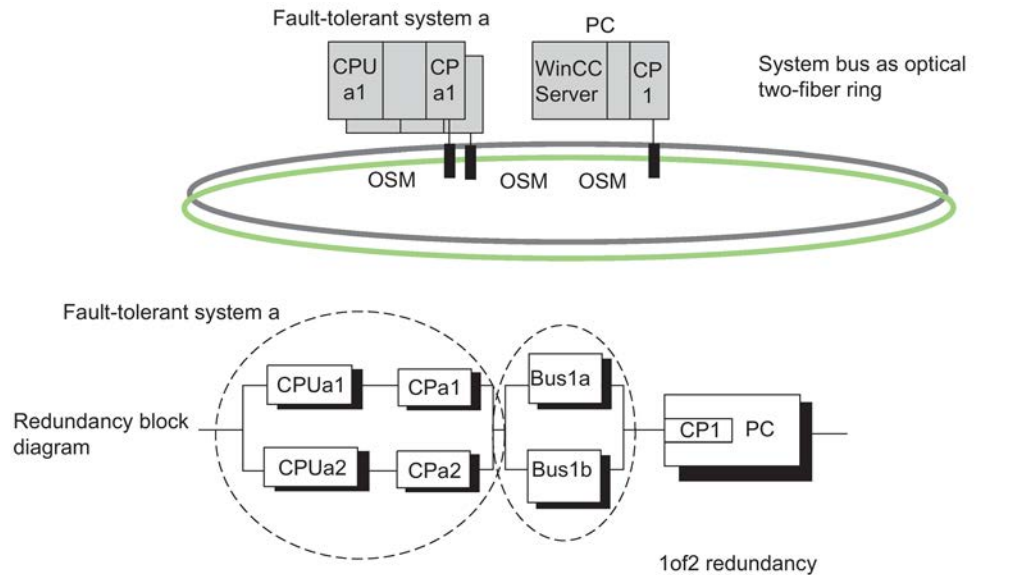 Fault-tolerant system a
PC
CPU
a1
CP
a1
WinCC
Server
CP
1
System bus as optical
two-fiber ring
OSM
OSM
OSM
Fault-tolerant system a
Redundancy block
diagram
CPUa1
CPa1
CPUa2
CPa2
Bus1a
Bus1b
CP1
PC
1of2 redundancy